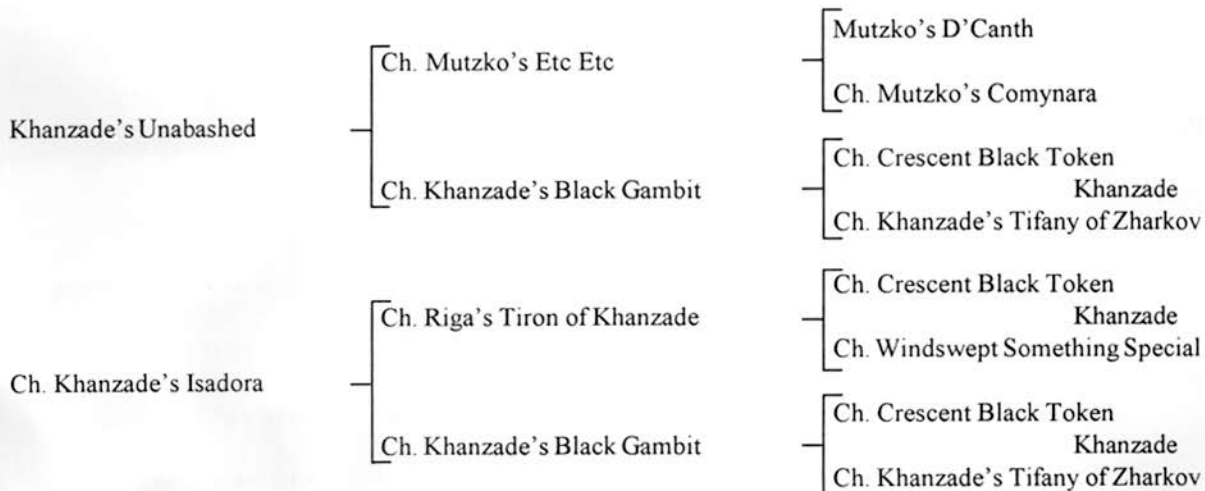 Mutzko's D'Canth
Ch. Mutzko's Etc Etc
Ch. Mutzko's Comynara
Khanzade's Unabashed
Ch. Crescent Black Token
Khanzade
Ch. Khanzade's Black Gambit
Ch. Khanzade's Tifany of Zharkov
Ch. Crescent Black Token
Khanzade
Ch. Riga's Tiron of Khanzade
Ch. Windswept Something Special
Ch. Khanzade's Isadora
Ch. Crescent Black Token
Khanzade
Ch. Khanzade's Black Gambit
Ch. Khanzade's Tifany of Zharkov